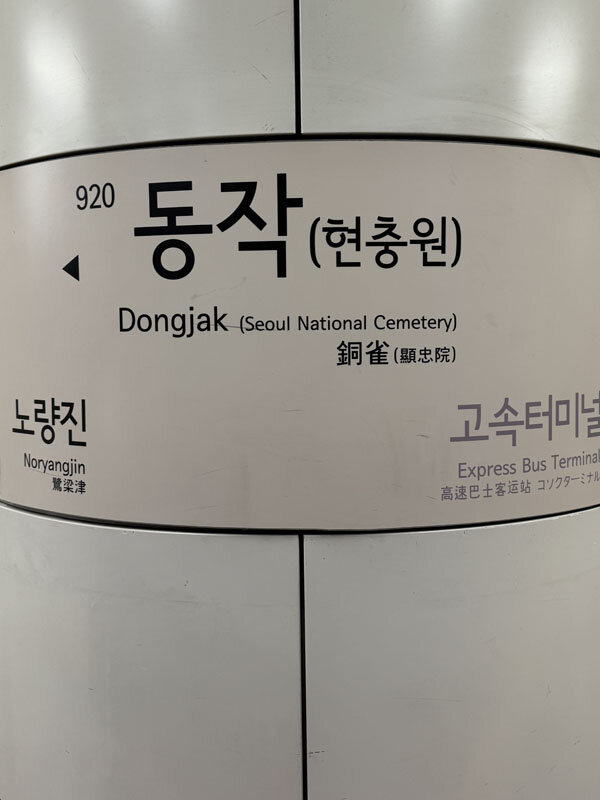 920
동작 (현충원)
Dongjak (Seoul National Cemetery)
銅雀 (顯忠院)
노량진
Noryangjin
鷺梁津
고속터미널
Express Bus Terminal
高速巴士客运站 コソクターミナル